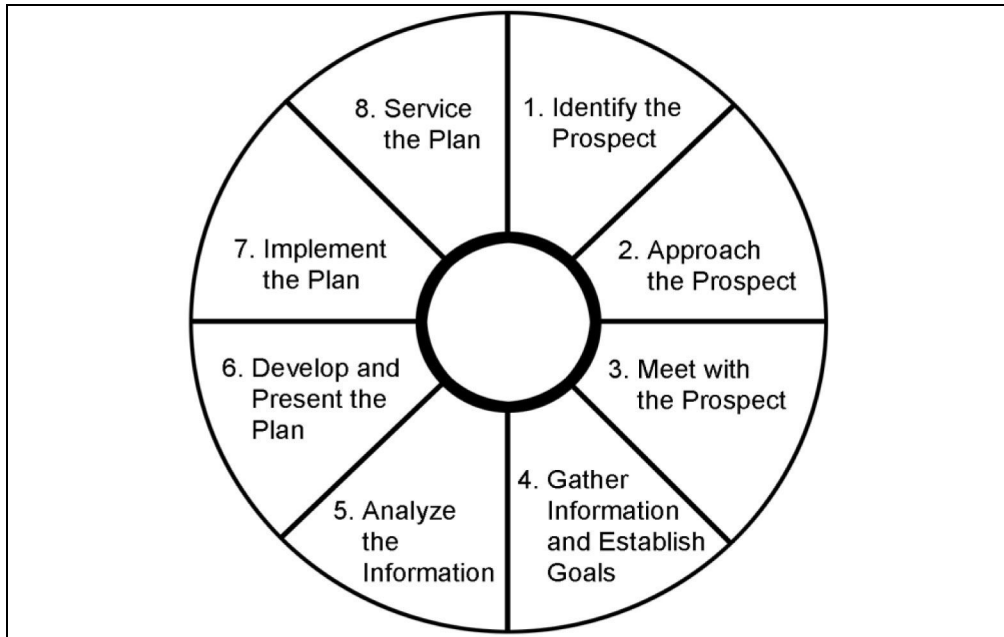 1. Identify the
Prospect
2. Approach
the Prospect
3. Meet with
the Prospect
4. Gather
Information
and Establish
Goals
5. Analyze
the
Information
6. Develop and
Present the
Plan
7. Implement
the Plan
8. Service
the Plan